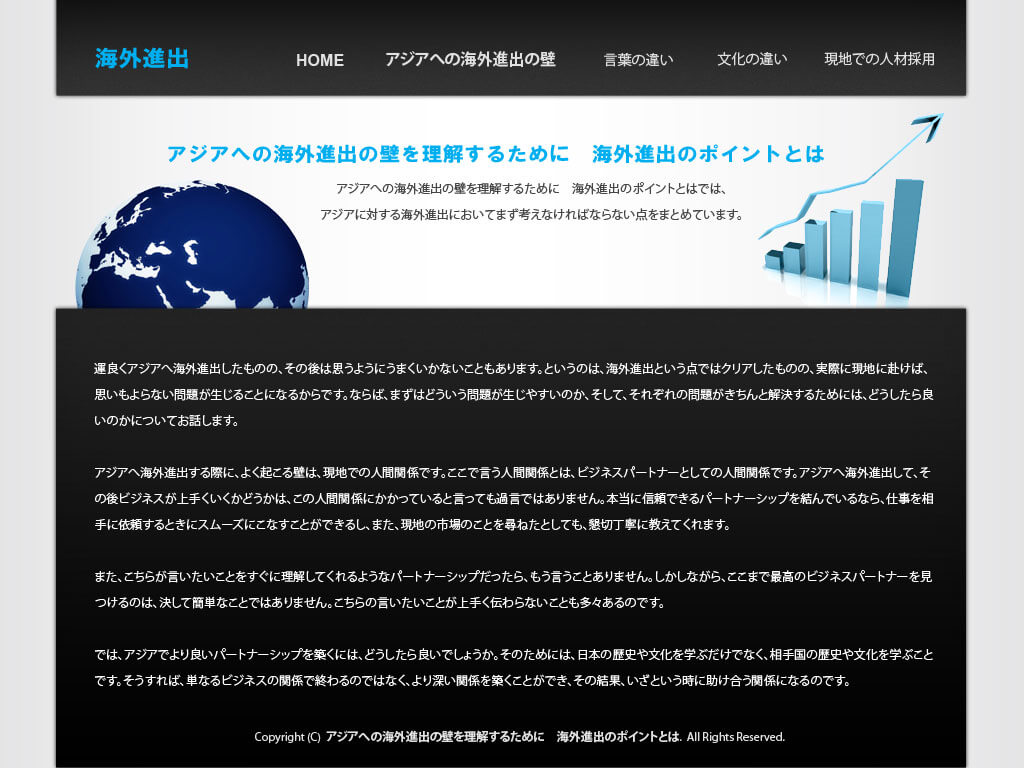 海外進出
HOME アジアへの海外進出の壁 言葉の違い 文化の違い 現地での人材採用
アジアへの海外進出の壁を理解するために　海外進出のポイントとは
アジアへの海外進出の壁を理解するために　海外進出のポイントとはでは、
アジアに対する海外進出においてまず考えなければならない点をまとめています。
運良くアジアへ海外進出したものの、その後は思うようにうまくいかないこともあります。というのは、海外進出という点ではクリアしたものの、実際に現地に赴けば、
思いもよらない問題が生じることになるからです。ならば、まずはどういう問題が生じやすいのか、そして、それぞれの問題がきちんと解決するためには、どうしたら良
いのかについてお話します。
アジアへ海外進出する際に、よく起こる壁は、現地での人間関係です。ここで言う人間関係とは、ビジネスパートナーとしての人間関係です。アジアへ海外進出して、そ
の後ビジネスが上手くいくかどうかは、この人間関係にかかっていると言っても過言ではありません。本当に信頼できるパートナーシップを結んでいるなら、仕事を相
手に依頼するときにスムーズにこなすことができるし、また、現地の市場のことを尋ねたとしても、懇切丁寧に教えてくれます。
また、こちらが言いたいことをすぐに理解してくれるようなパートナーシップだったら、もう言うことありません。しかしながら、ここまで最高のビジネスパートナーを見
つけるのは、決して簡単なことではありません。こちらの言いたいことが上手く伝わらないことも多々あるのです。
では、アジアでより良いパートナーシップを築くには、どうしたら良いでしょうか。そのためには、日本の歴史や文化を学ぶだけでなく、相手国の歴史や文化を学ぶこと
です。そうすれば、単なるビジネスの関係で終わるのではなく、より深い関係を築くことができ、その結果、いざという時に助け合う関係になるのです。
Copyright (C) アジアへの海外進出の壁を理解するために　海外進出のポイントとは. All Rights Reserved.